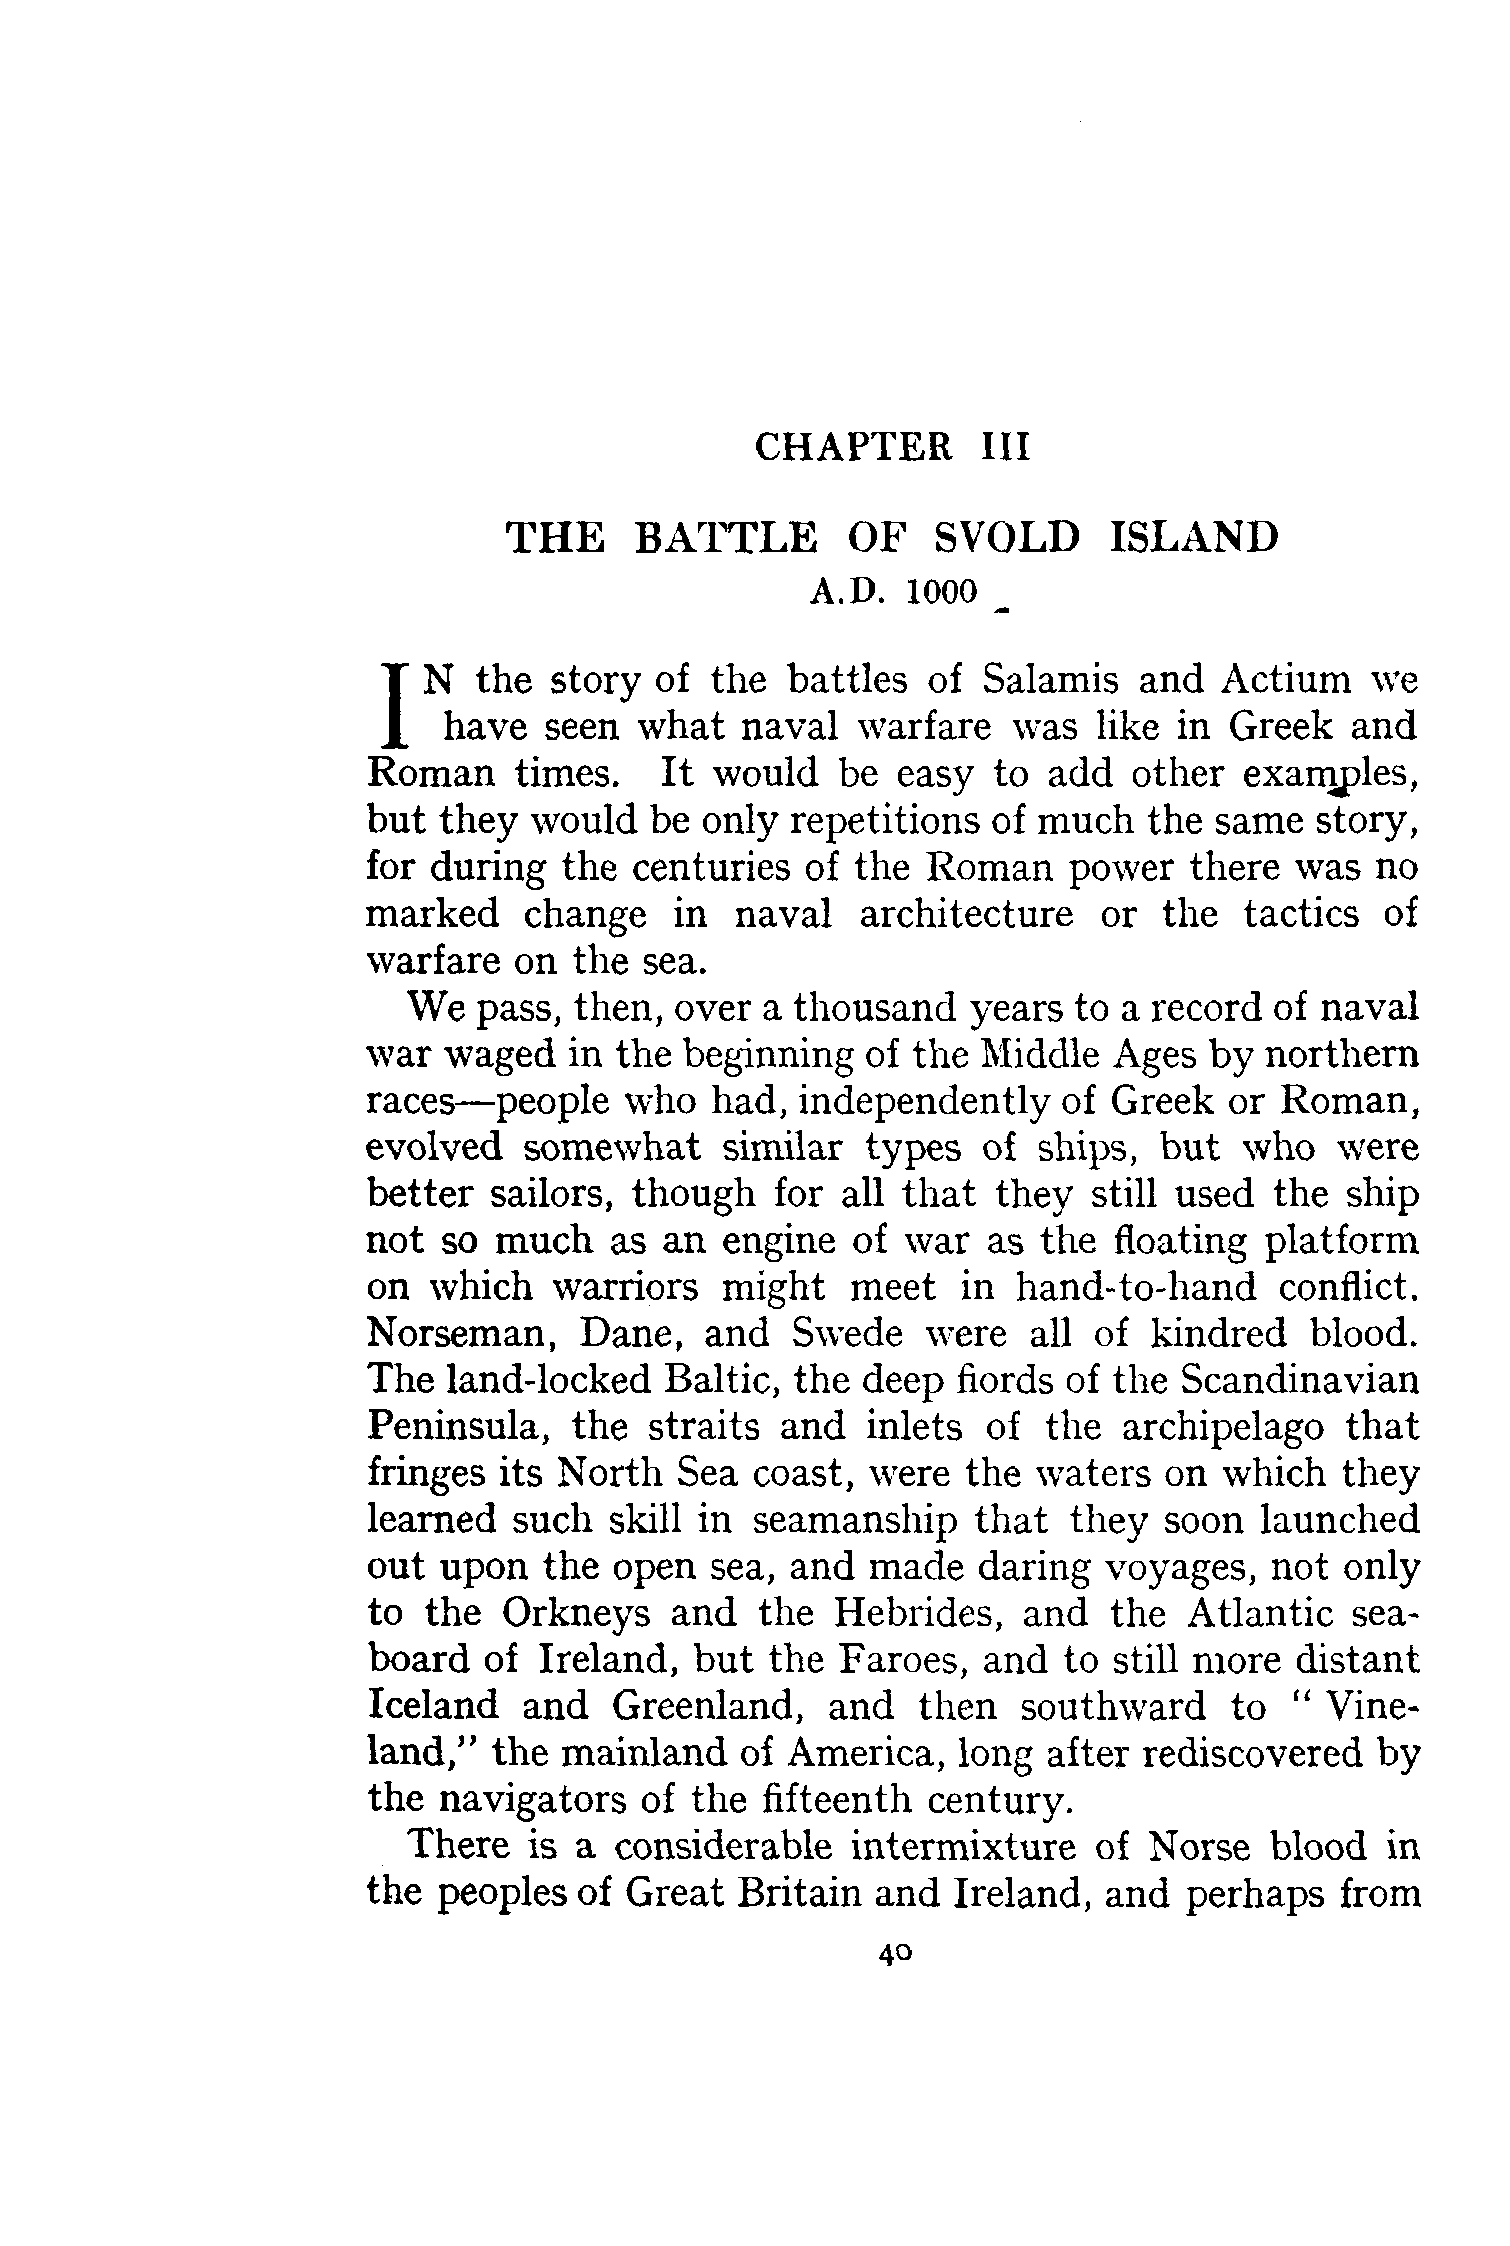 CHAPTER III
THE BATTLE OF SVOLD ISLAND
A.D. 1000
IN the story of the battles of Salamis and Actium we
have seen what naval warfare was like in Greek and
Roman times. It would be easy to add other examples,
but they would be only repetitions of much the same story,
for during the centuries of the Roman power there was no
marked change in naval architecture or the tactics of
warfare on the sea.
We pass, then, over a thousand years to a record of naval
war waged in the beginning of the Middle Ages by northern
races—people who had, independently of Greek or Roman,
evolved somewhat similar types of ships, but who were
better sailors, though for all that they still used the ship
not so much as an engine of war as the floating platform
on which warriors might meet in hand-to-hand conflict.
Norseman, Dane, and Swede were all of kindred blood.
The land-locked Baltic, the deep fiords of the Scandinavian
Peninsula, the straits and inlets of the archipelago that
fringes its North Sea coast, were the waters on which they
learned such skill in seamanship that they soon launched
out upon the open sea, and made daring voyages, not only
to the Orkneys and the Hebrides, and the Atlantic sea-
board of Ireland, but the Faroes, and to still more distant
Iceland and Greenland, and then southward to " Vine-
land," the mainland of America, long after rediscovered by
the navigators of the fifteenth century.
There is a considerable intermixture of Norse blood in
the peoples of Great Britain and Ireland, and perhaps from
40